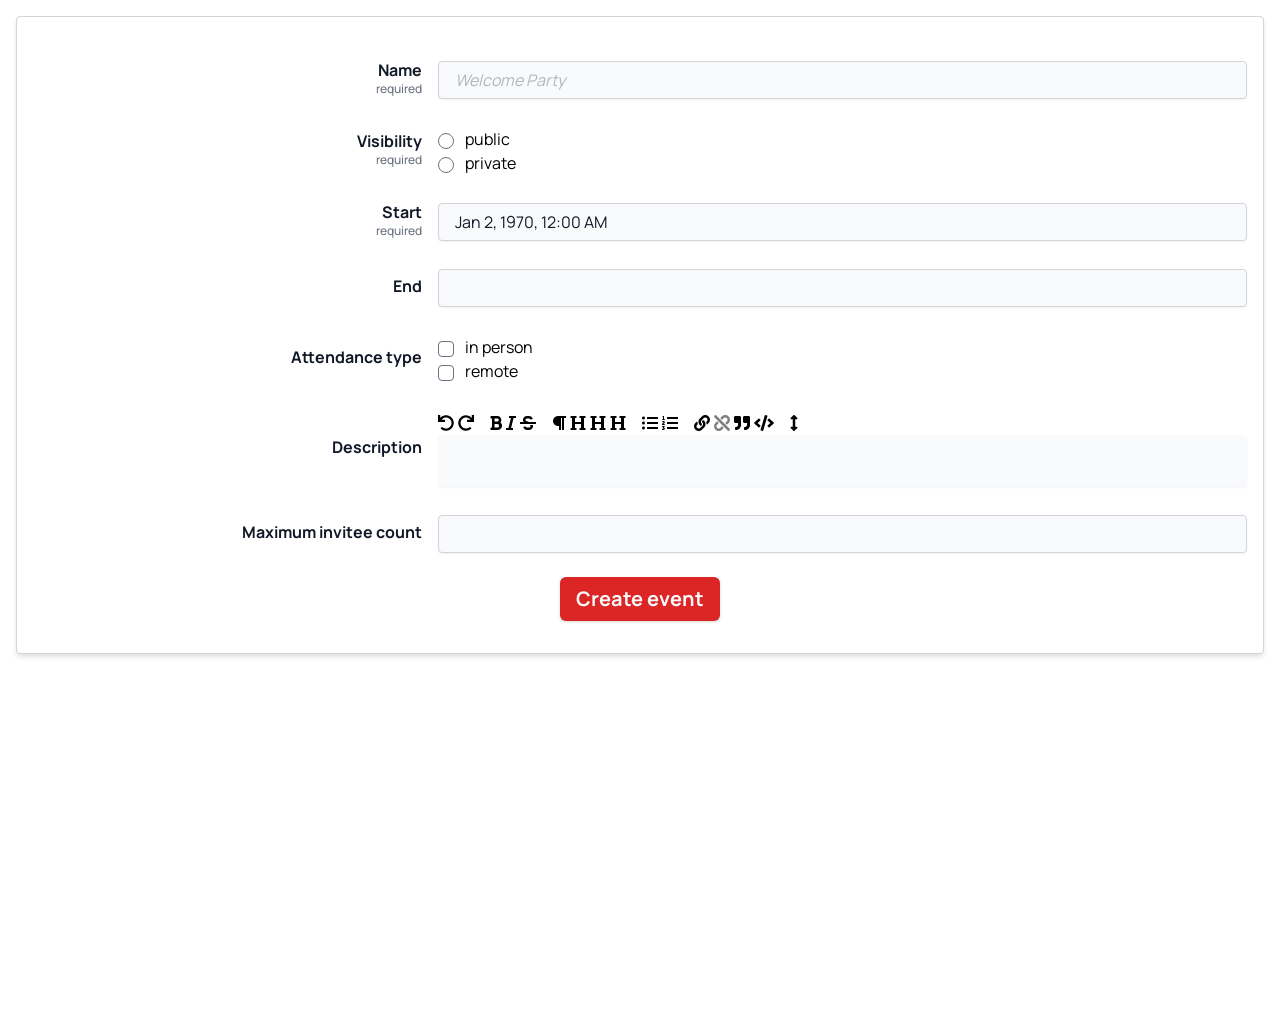 Name
required
Welcome Party
Visibility
required
public
private
Start
required
Jan 2, 1970, 12:00 AM
End
Attendance type
in person
remote
Description
Maximum invitee count
Create event